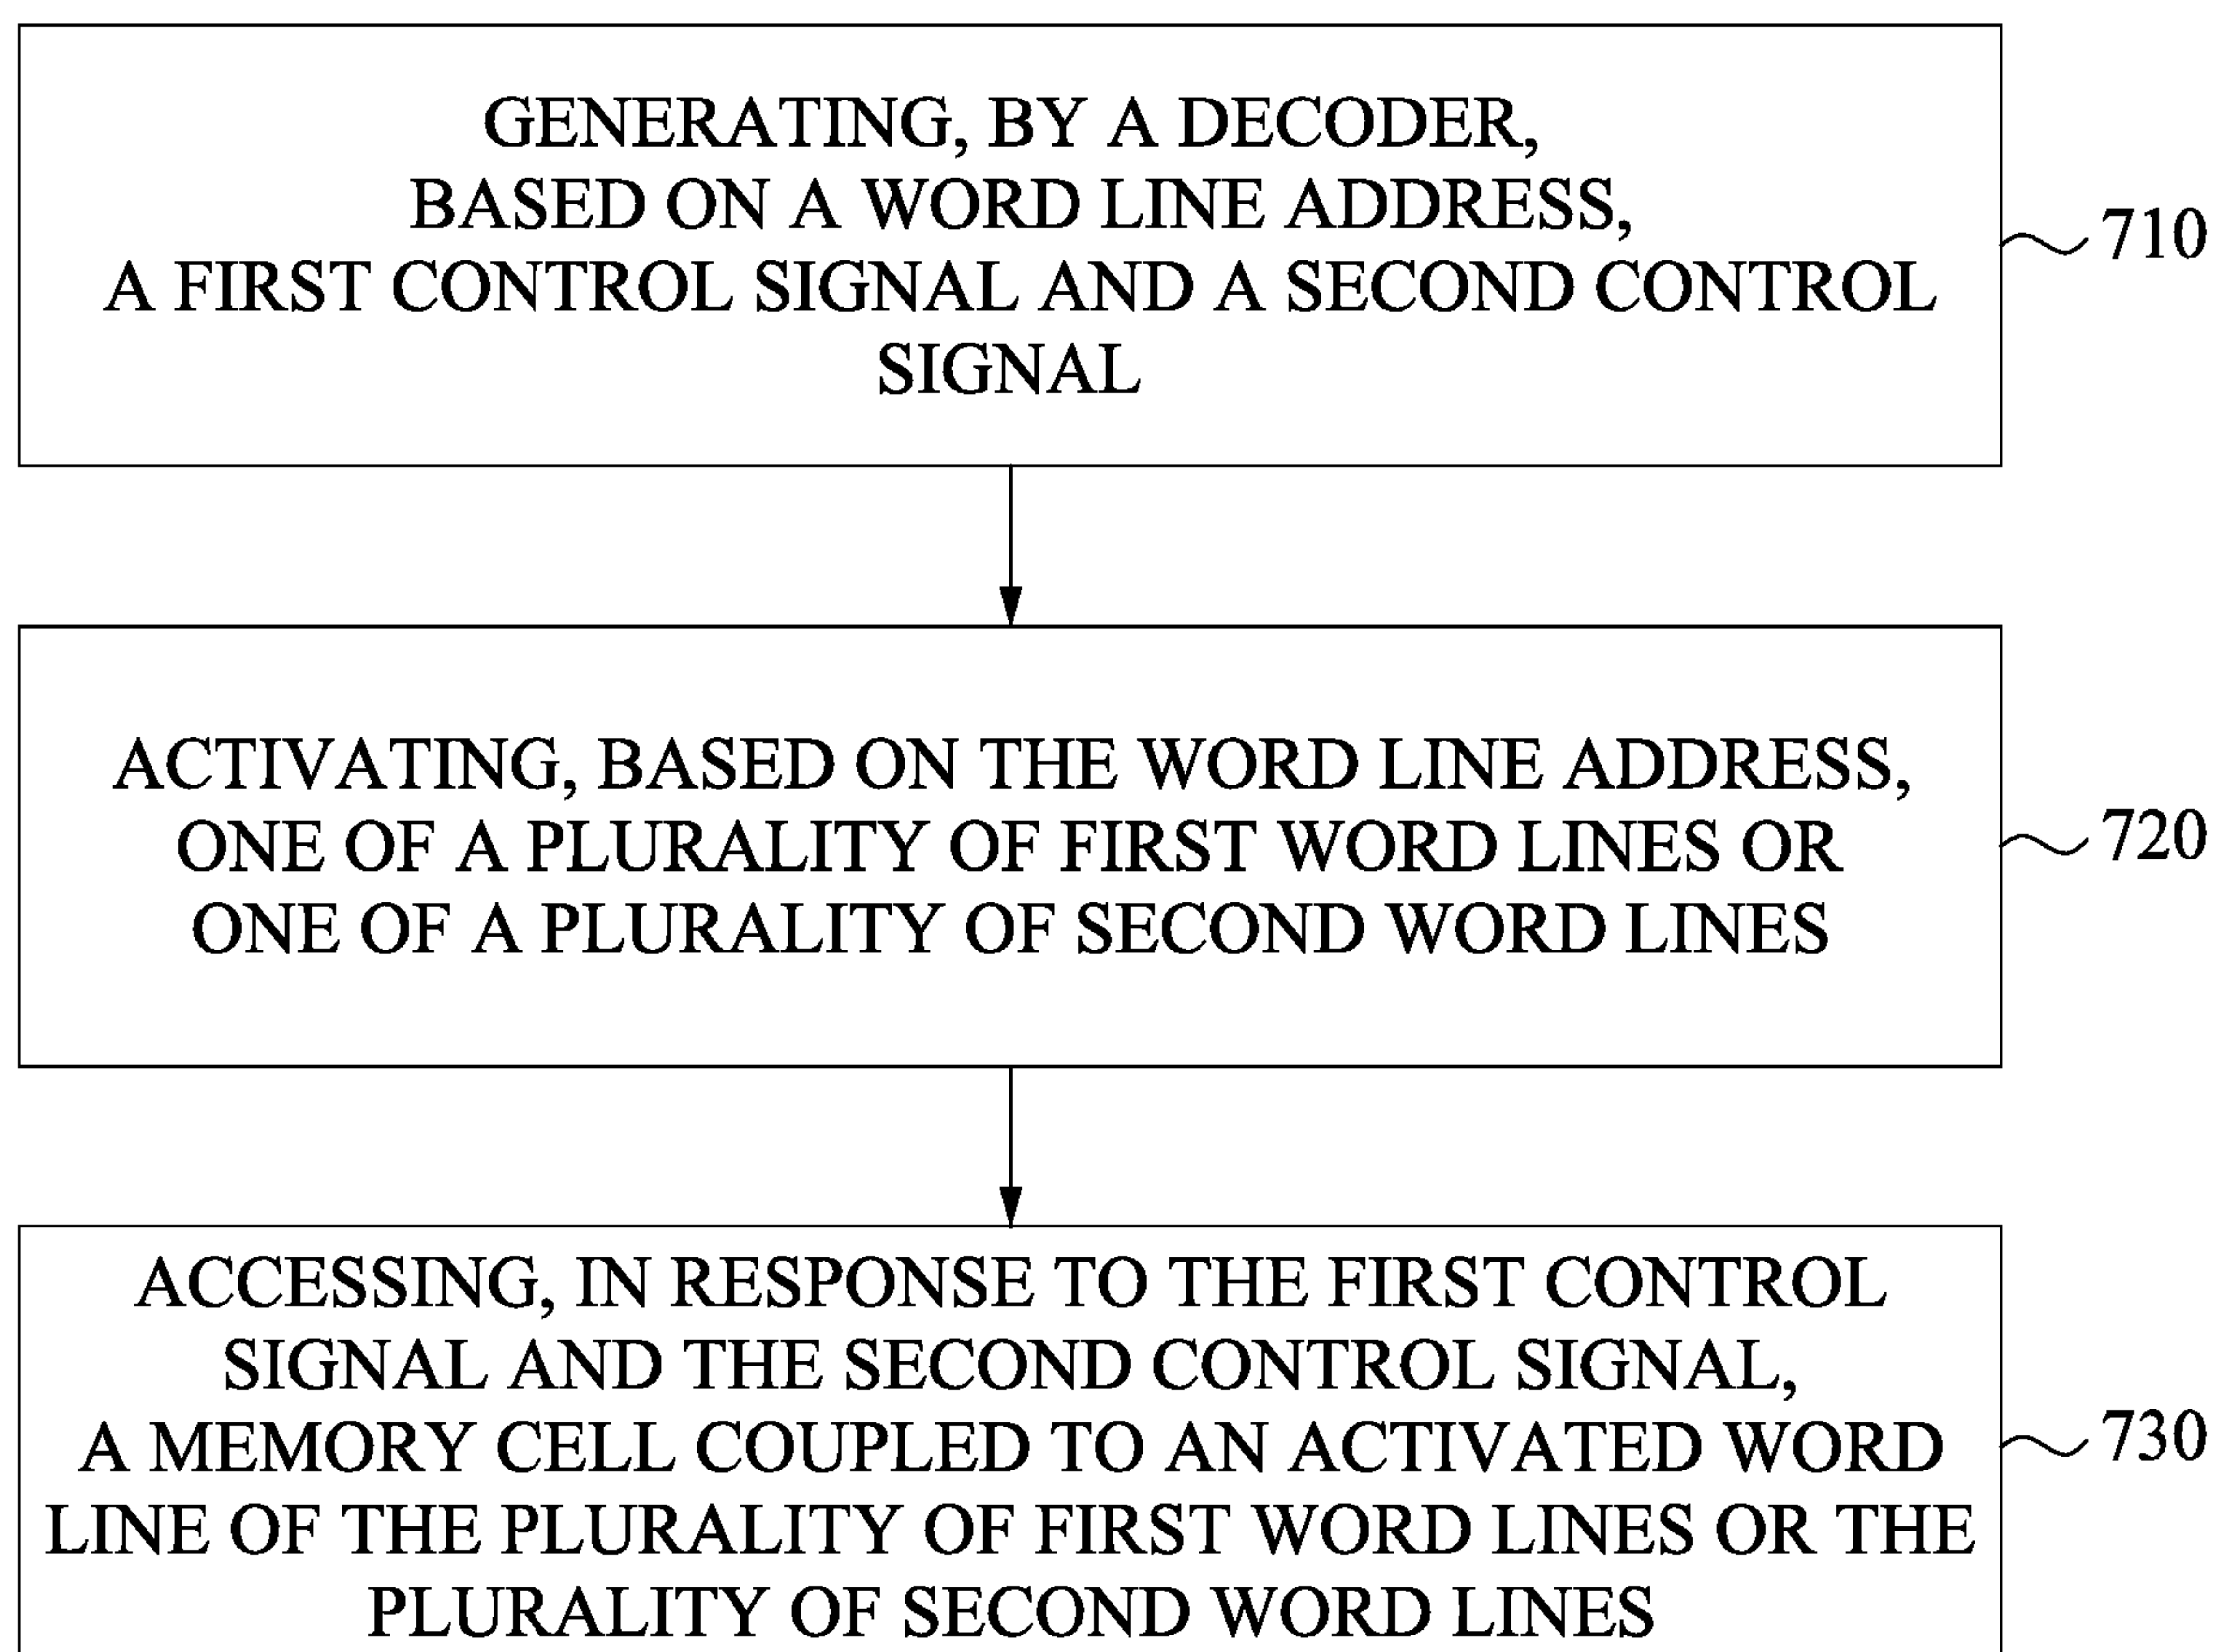 GENERATING, BY A DECODER,
BASED ON A WORD LINE ADDRESS,
A FIRST CONTROL SIGNAL AND A SECOND CONTROL
SIGNAL
710
ACTIVATING, BASED ON THE WORD LINE ADDRESS,
ONE OF A PLURALITY OF FIRST WORD LINES OR
ONE OF A PLURALITY OF SECOND WORD LINES
720
ACCESSING, IN RESPONSE TO THE FIRST CONTROL
SIGNAL AND THE SECOND CONTROL SIGNAL,
A MEMORY CELL COUPLED TO AN ACTIVATED WORD
LINE OF THE PLURALITY OF FIRST WORD LINES OR THE
PLURALITY OF SECOND WORD LINES
730